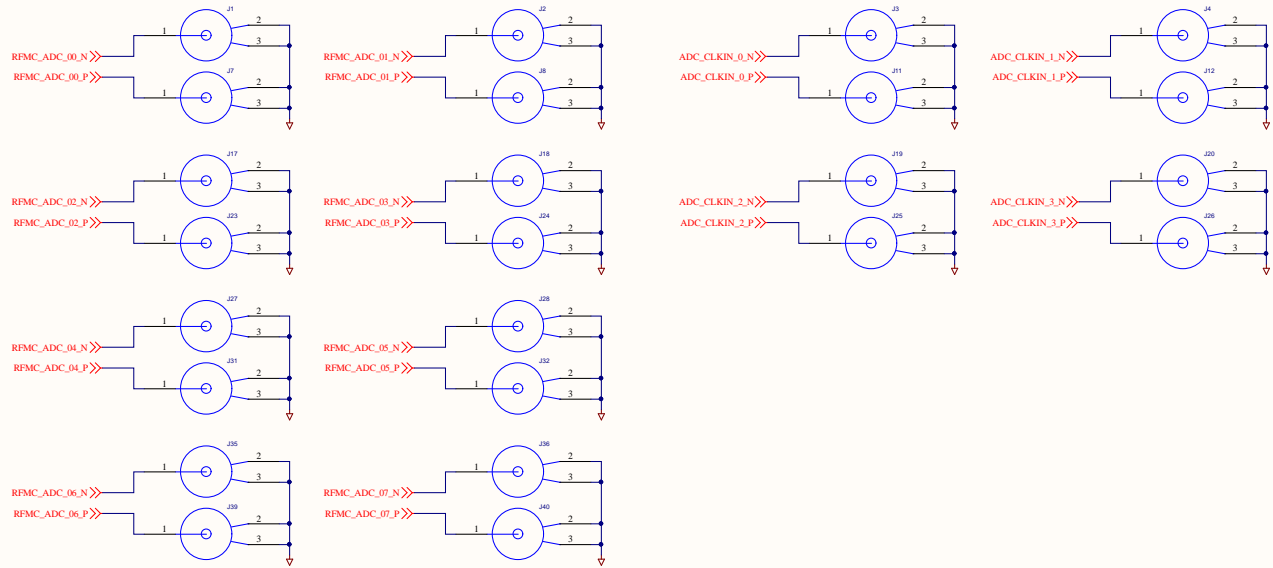 J1
1
2
3
RFMC_ADC_00_N
RFMC_ADC_00_P
J7
1
2
3
J2
1
2
3
RFMC_ADC_01_N
RFMC_ADC_01_P
J8
1
2
3
J3
1
2
3
ADC_CLKIN_0_N
ADC_CLKIN_0_P
J11
1
2
3
J4
1
2
3
ADC_CLKIN_1_N
ADC_CLKIN_1_P
J12
1
2
3
J17
1
2
3
RFMC_ADC_02_N
RFMC_ADC_02_P
J23
1
2
3
J18
1
2
3
RFMC_ADC_03_N
RFMC_ADC_03_P
J24
1
2
3
J19
1
2
3
ADC_CLKIN_2_N
ADC_CLKIN_2_P
J25
1
2
3
J20
1
2
3
ADC_CLKIN_3_N
ADC_CLKIN_3_P
J26
1
2
3
J27
1
2
3
RFMC_ADC_04_N
RFMC_ADC_04_P
J31
1
2
3
J28
1
2
3
RFMC_ADC_05_N
RFMC_ADC_05_P
J32
1
2
3
J35
1
2
3
RFMC_ADC_06_N
RFMC_ADC_06_P
J39
1
2
3
J36
1
2
3
RFMC_ADC_07_N
RFMC_ADC_07_P
J40
1
2
3